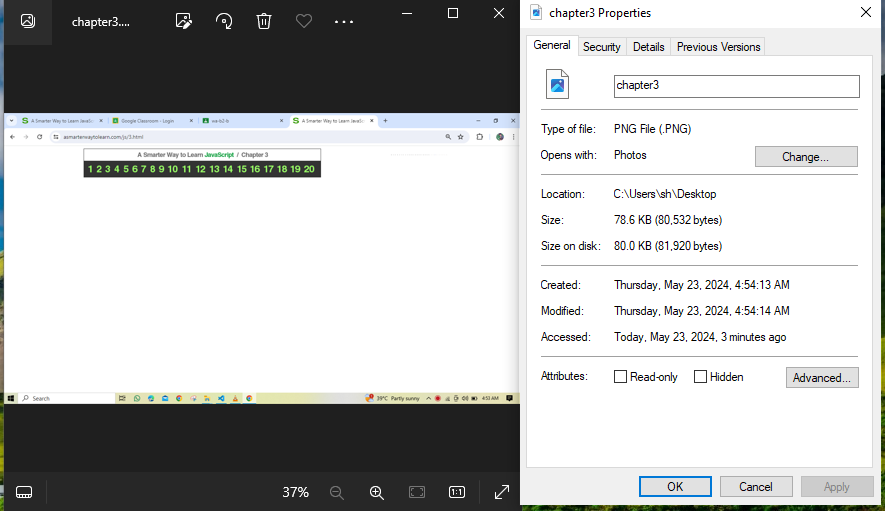 chapter3....
A Smarter Way to Learn JavaS
Google Classroom - Login
wa-b2-b
A Smarter Way to Learn JavaS
asmarterwaytolearn.com/js/3.html
A Smarter Way to Learn JavaScript / Chapter 3
1 2 3 4 5 6 7 8 9 10 11 12 13 14 15 16 17 18 19 20
Search
39°C Partly sunny
4:53 AM
37%
1:1
chapter3 Properties
General
Security
Details
Previous Versions
chapter3
Type of file: PNG File (.PNG)
Opens with: Photos
Change...
Location: C:\Users\sh\Desktop
Size: 78.6 KB (80,532 bytes)
Size on disk: 80.0 KB (81,920 bytes)
Created: Thursday, May 23, 2024, 4:54:13 AM
Modified: Thursday, May 23, 2024, 4:54:14 AM
Accessed: Today, May 23, 2024, 3 minutes ago
Attributes: Read-only Hidden
Advanced...
OK Cancel Apply